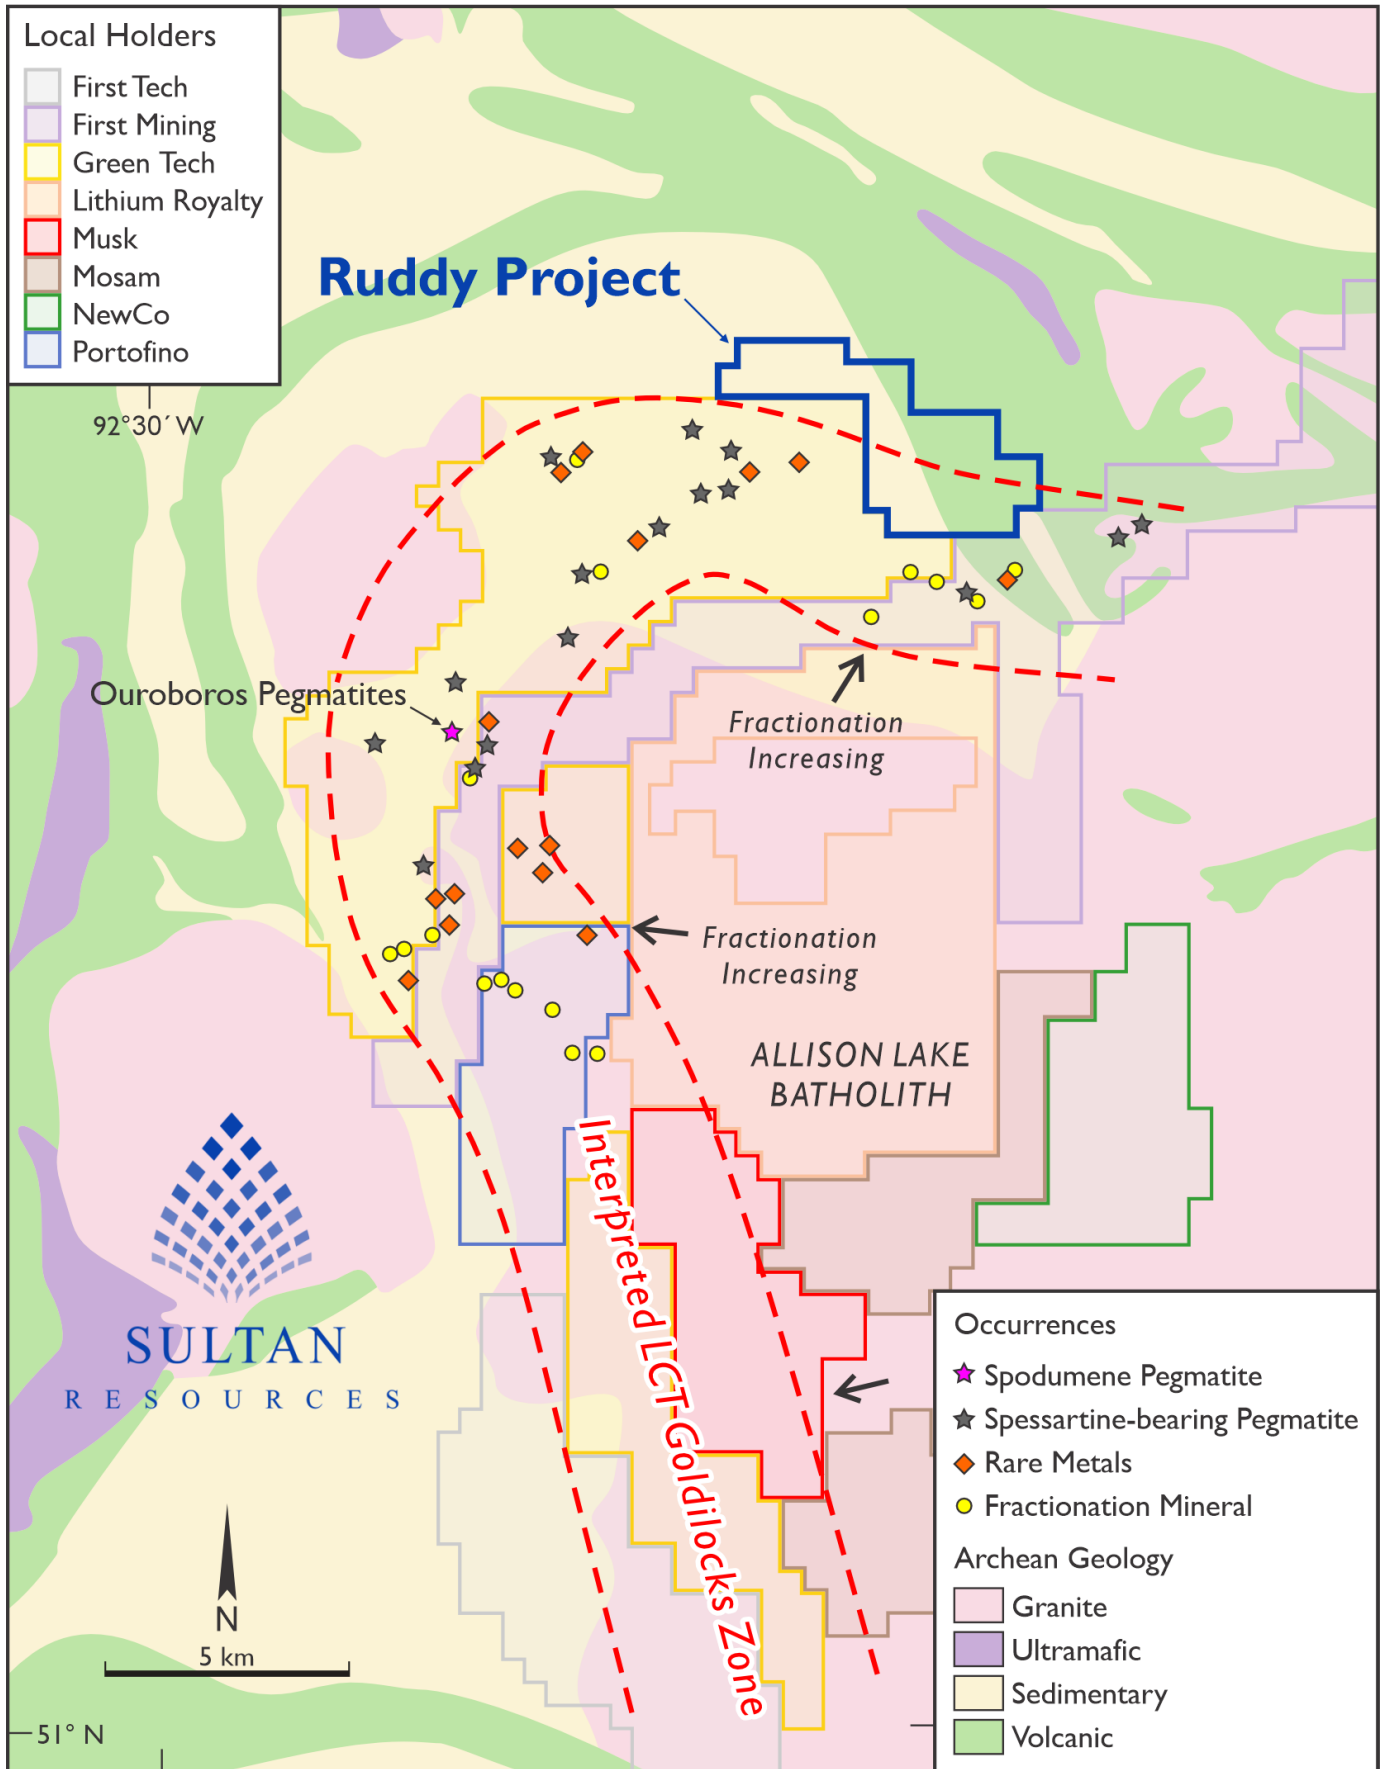 Local Holders
First Tech
First Mining
Green Tech
Lithium Royalty
Musk
Mosam
NewCo
Portofino
92°30´ W
Ruddy Project
Ouroboros Pegmatites
Fractionation
Increasing
Fractionation
Increasing
ALLISON LAKE
BATHOLITH
Interpreted LCT Goldilocks Zone
SULTAN
RESOURCES
N
5 km
51° N
Occurrences
Spodumene Pegmatite
Spessartine-bearing Pegmatite
Rare Metals
Fractionation Mineral
Archean Geology
Granite
Ultramafic
Sedimentary
Volcanic